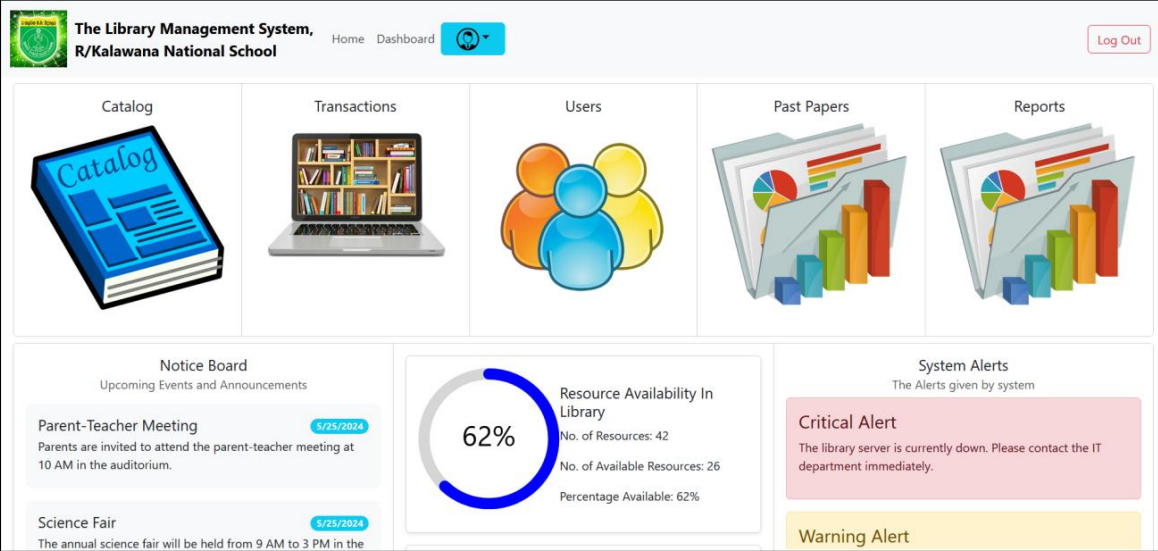 The Library Management System,
R/Kalawana National School
Home
Dashboard
Log Out
Catalog
Transactions
Users
Past Papers
Reports
Catalog
Notice Board
Upcoming Events and Announcements
Parent-Teacher Meeting
5/25/2024
Parents are invited to attend the parent-teacher meeting at
10 AM in the auditorium.
Science Fair
5/25/2024
The annual science fair will be held from 9 AM to 3 PM in the
62%
Resource Availability In
Library
No. of Resources: 42
No. of Available Resources: 26
Percentage Available: 62%
System Alerts
The Alerts given by system
Critical Alert
The library server is currently down. Please contact the IT
department immediately.
Warning Alert